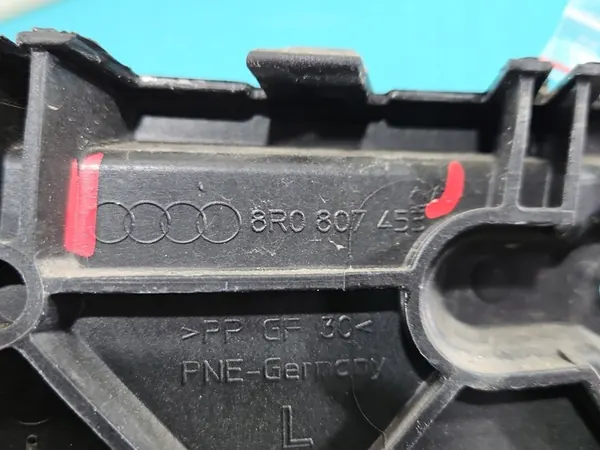 8R0 807 453
>PP GF 30<
PNE-Germany
L